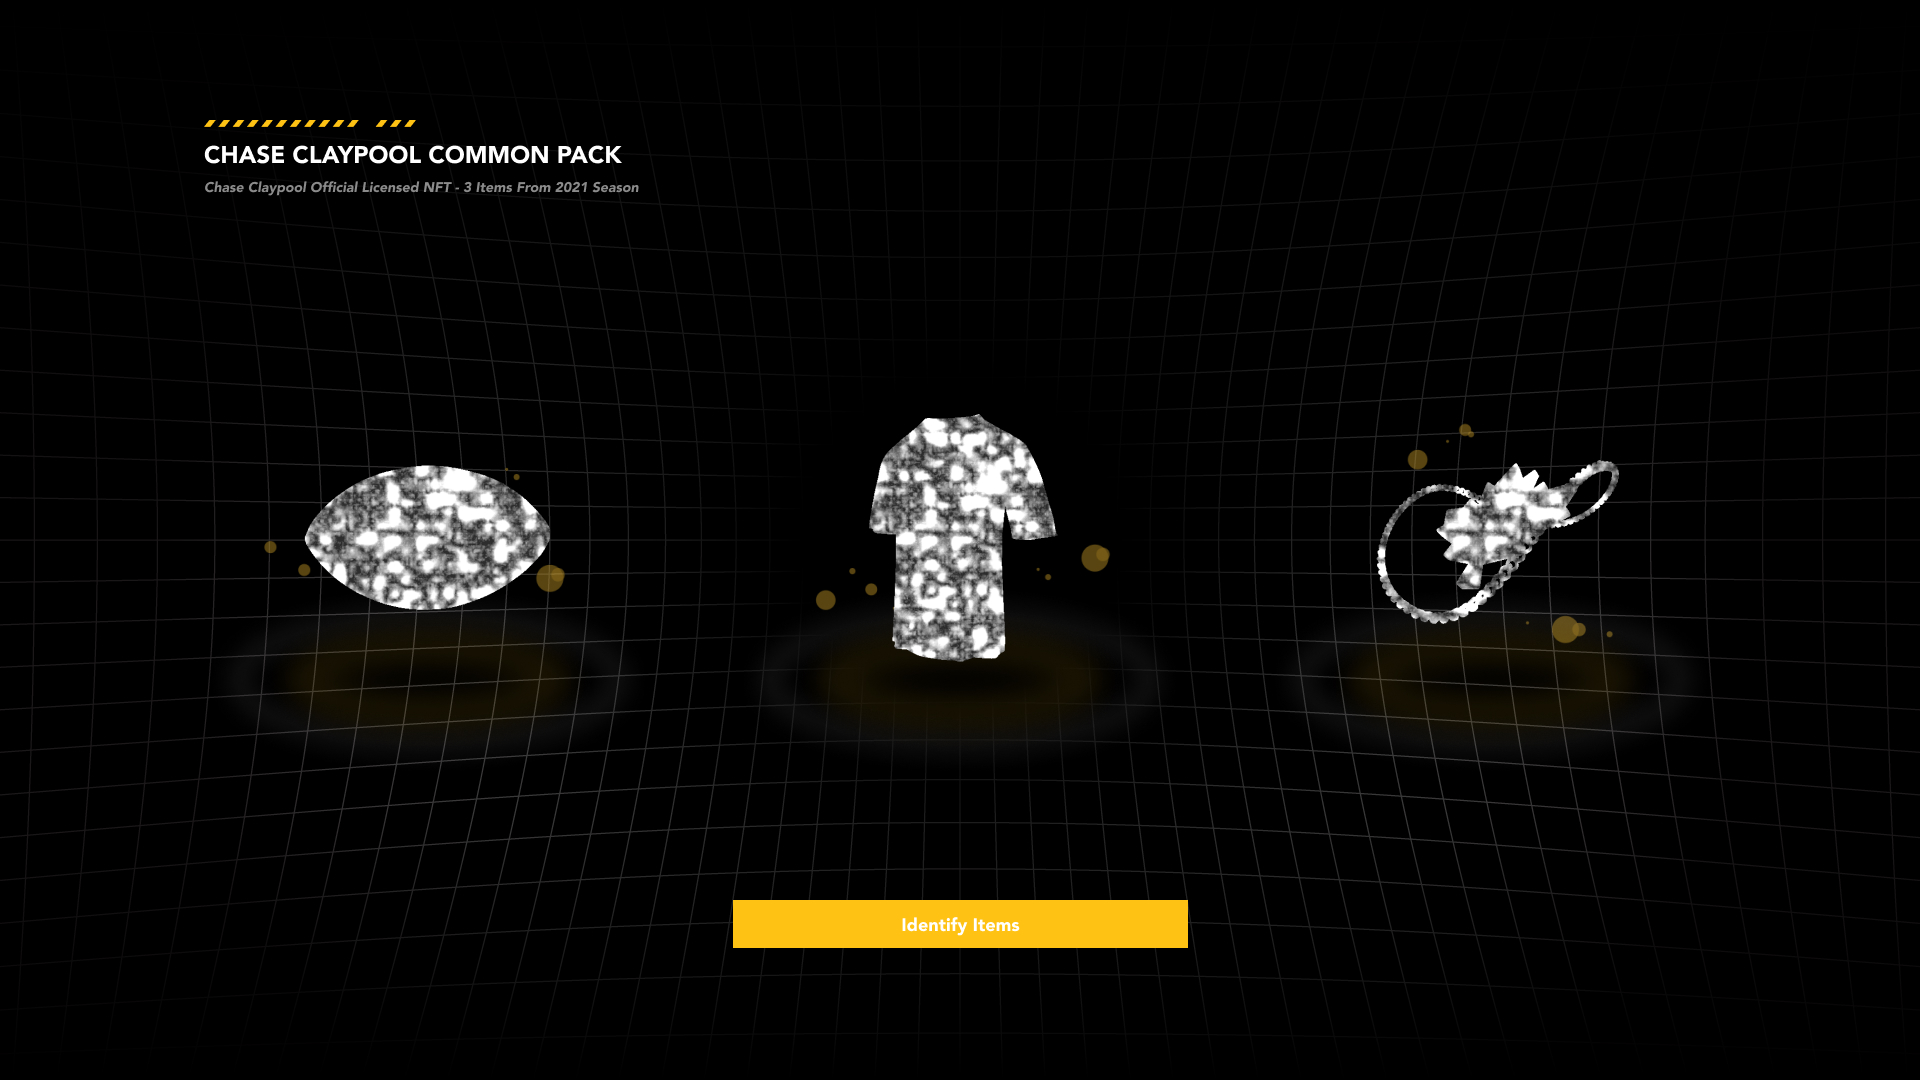 CHASE CLAYPOOL COMMON PACK
Chase Claypool Official Licensed NFT - 3 Items From 2021 Season
Identify Items